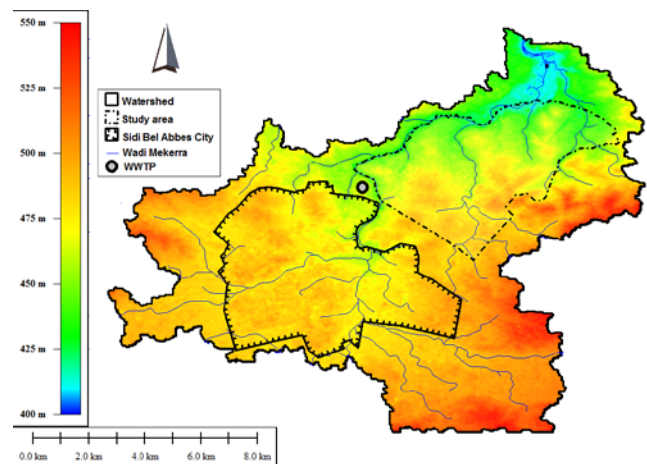 550 m
525 m
500 m
475 m
450 m
425 m
400 m
Watershed
Study area
Sidi Bel Abbes City
Wadi Mekerra
WWTP
0.0 km 2.0 km 4.0 km 6.0 km 8.0 km